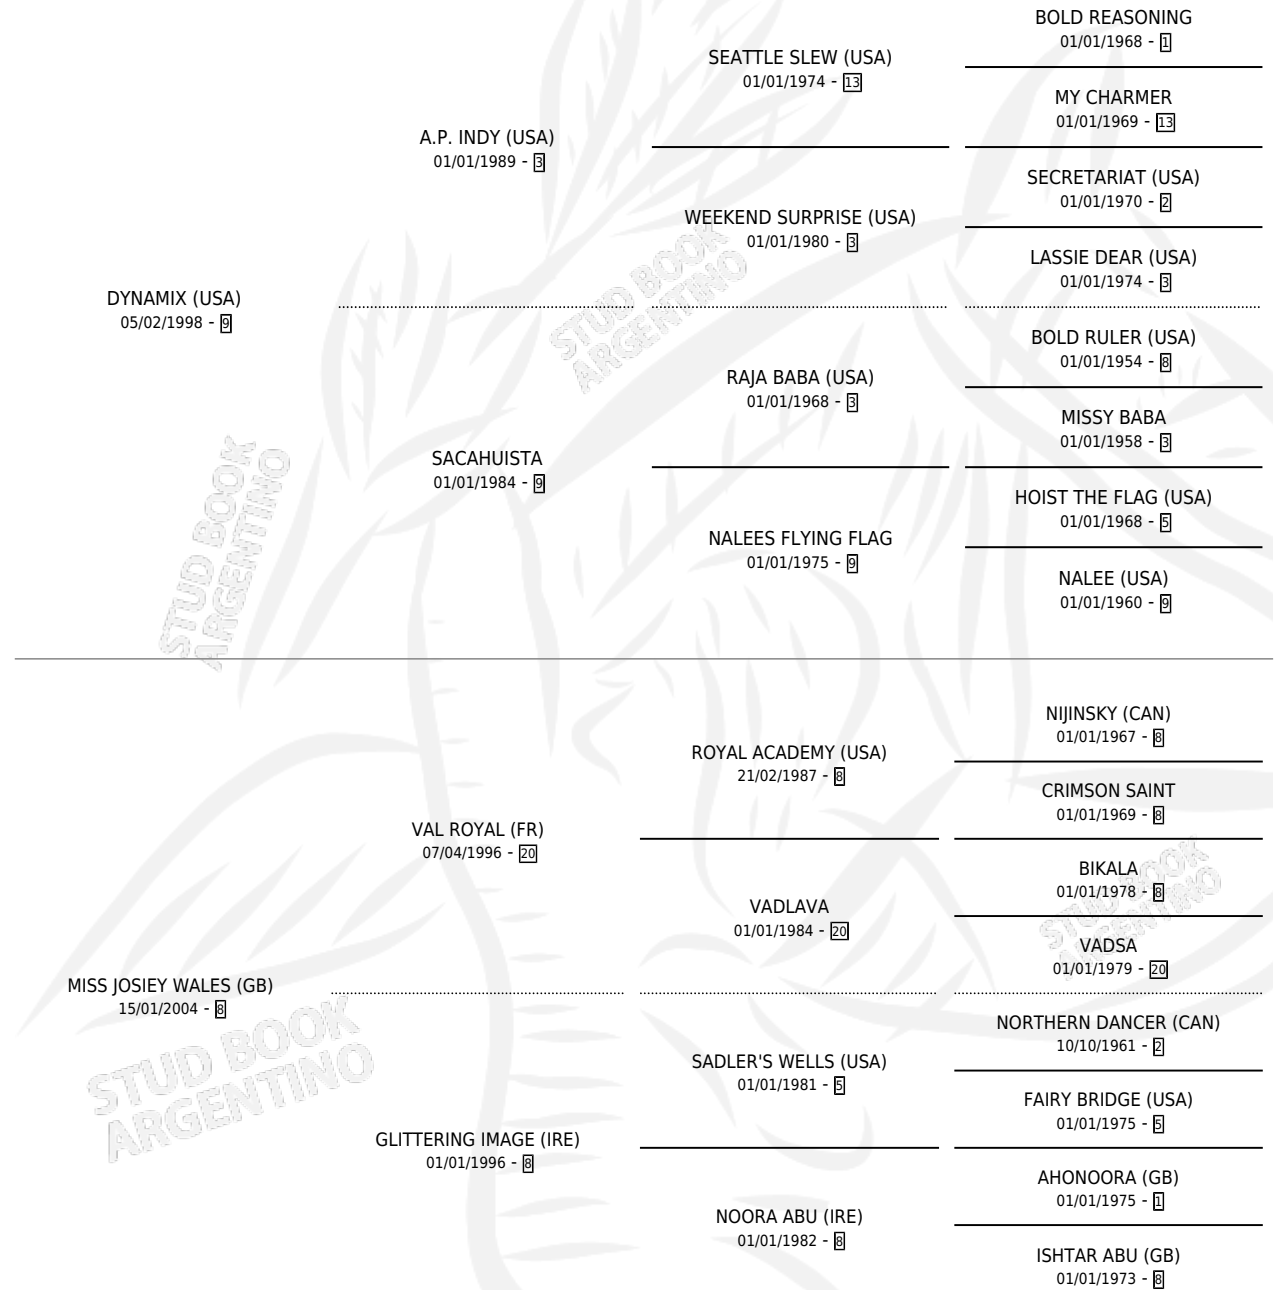 BOLD REASONING
01/01/1968 - 1
SEATTLE SLEW (USA)
01/01/1974 - 13
MY CHARMER
01/01/1969 - 13
A.P. INDY (USA)
01/01/1989 - 3
SECRETARIAT (USA)
01/01/1970 - 2
WEEKEND SURPRISE (USA)
01/01/1980 - 3
LASSIE DEAR (USA)
01/01/1974 - 3
DYNAMIX (USA)
05/02/1998 - 9
BOLD RULER (USA)
01/01/1954 - 8
RAJA BABA (USA)
01/01/1968 - 3
MISSY BABA
01/01/1958 - 3
SACAHUISTA
01/01/1984 - 9
HOIST THE FLAG (USA)
01/01/1968 - 5
NALEES FLYING FLAG
01/01/1975 - 9
NALEE (USA)
01/01/1960 - 9
NIJINSKY (CAN)
01/01/1967 - 8
ROYAL ACADEMY (USA)
21/02/1987 - 8
CRIMSON SAINT
01/01/1969 - 8
VAL ROYAL (FR)
07/04/1996 - 20
BIKALA
01/01/1978 - 8
VADLAVA
01/01/1984 - 20
VADSA
01/01/1979 - 20
MISS JOSIEY WALES (GB)
15/01/2004 - 8
NORTHERN DANCER (CAN)
10/10/1961 - 2
SADLER'S WELLS (USA)
01/01/1981 - 5
FAIRY BRIDGE (USA)
01/01/1975 - 5
GLITTERING IMAGE (IRE)
01/01/1996 - 8
AHONOORA (GB)
01/01/1975 - 1
NOORA ABU (IRE)
01/01/1982 - 8
ISHTAR ABU (GB)
01/01/1973 - 8
STUD BOOK
ARGENTINO
STUD BOOK
ARGENTINO
STUD BOOK
ARGENTINO
STUD BOOK
ARGENTINO